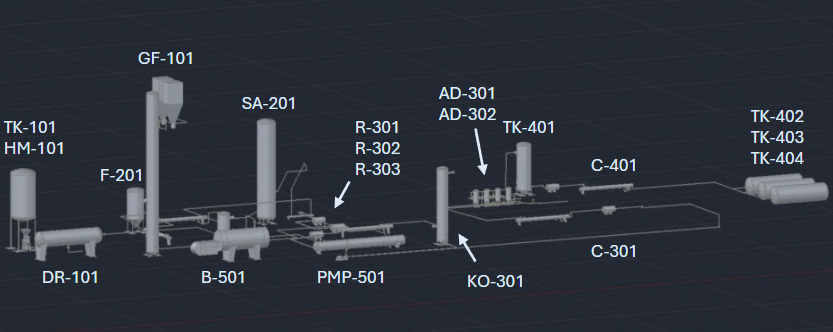 GF-101
SA-201
TK-101
HM-101
F-201
R-301
R-302
R-303
AD-301
AD-302
TK-401
C-401
TK-402
TK-403
TK-404
DR-101
B-501
PMP-501
KO-301
C-301